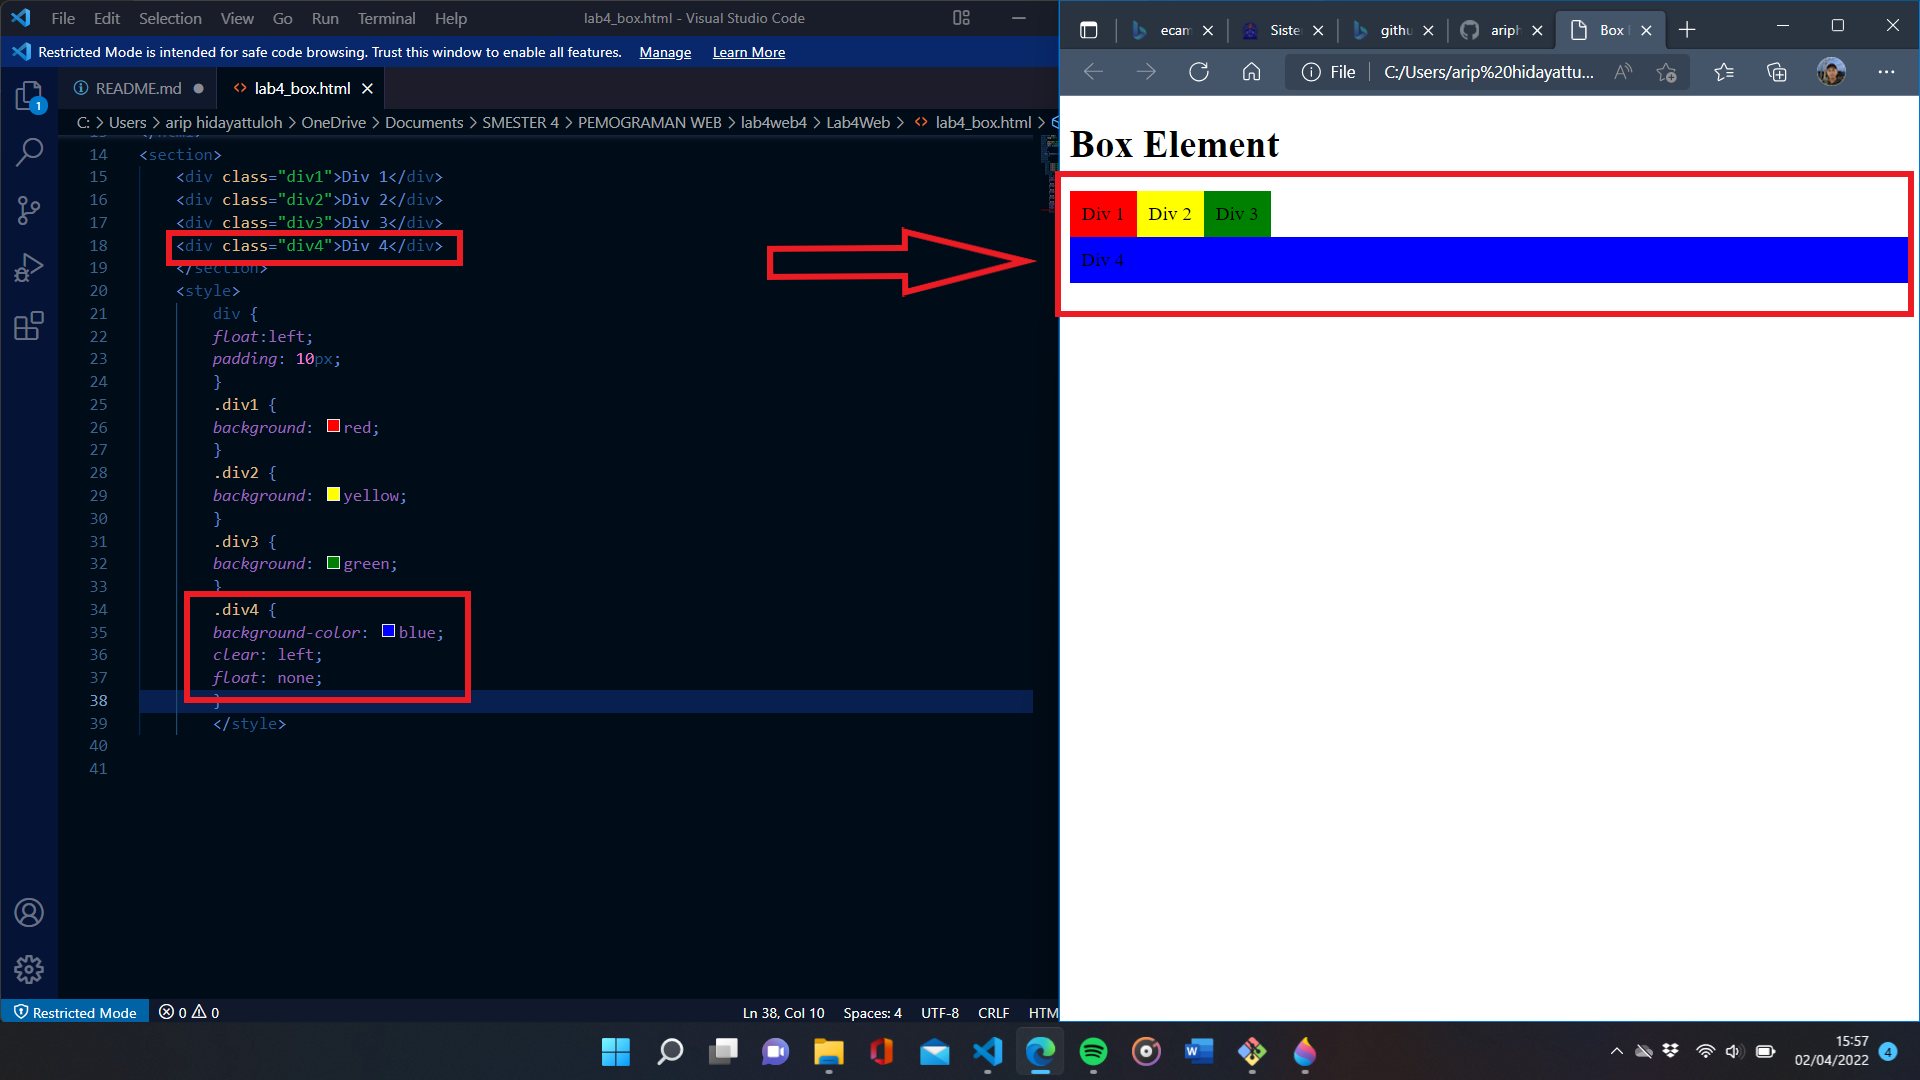 File Edit Selection View Go Run Terminal Help
lab4_box.html - Visual Studio Code
Restricted Mode is intended for safe code browsing. Trust this window to enable all features. Manage Learn More
1
README.md
lab4_box.html
C: > Users > arip hidayattuloh > OneDrive > Documents > SMESTER 4 > PEMOGRAMAN WEB > lab4web4 > Lab4Web > lab4_box.html >
14 <section>
15 <div class="div1">Div 1</div>
16 <div class="div2">Div 2</div>
17 <div class="div3">Div 3</div>
18 <div class="div4">Div 4</div>
19 </section>
20 <style>
21 div {
22 float:left;
23 padding: 10px;
24 }
25 .div1 {
26 background: red;
27 }
28 .div2 {
29 background: yellow;
30 }
31 .div3 {
32 background: green;
33 }
34 .div4 {
35 background-color: blue;
36 clear: left;
37 float: none;
38 }
39 </style>
40
41
Restricted Mode
0 0
Ln 38, Col 10
Spaces: 4
UTF-8
CRLF
HTM
ecam
Siste
githu
ariph
Box
File
C:/Users/arip%20hidayattu...
Box Element
Div 1
Div 2
Div 3
Div 4
15:57
02/04/2022
4